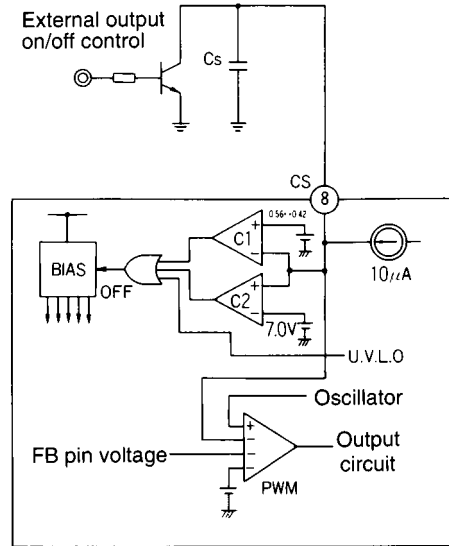 External output
on/off control
Cs
CS
8
0.56←→0.42
+
C1
−
10μA
BIAS
OFF
+
C2
−
7.0V
U.V.L.O
Oscillator
+
−
FB pin voltage
−
−
Output
circuit
PWM